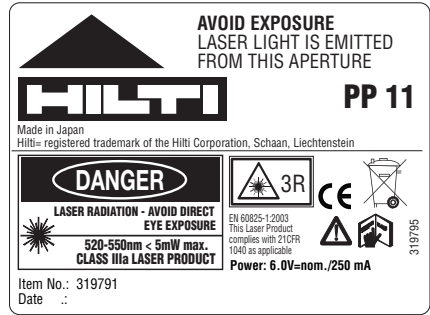 AVOID EXPOSURE
LASER LIGHT IS EMITTED
FROM THIS APERTURE
HILTI
PP 11
Made in Japan
Hilti= registered trademark of the Hilti Corporation, Schaan, Liechtenstein
DANGER
LASER RADIATION - AVOID DIRECT
EYE EXPOSURE
520-550nm < 5mW max.
CLASS IIIa LASER PRODUCT
3R
CE
EN 60825-1:2003
This Laser Product
complies with 21CFR
1040 as applicable
Power: 6.0V=nom./250 mA
319795
Item No.: 319791
Date .: